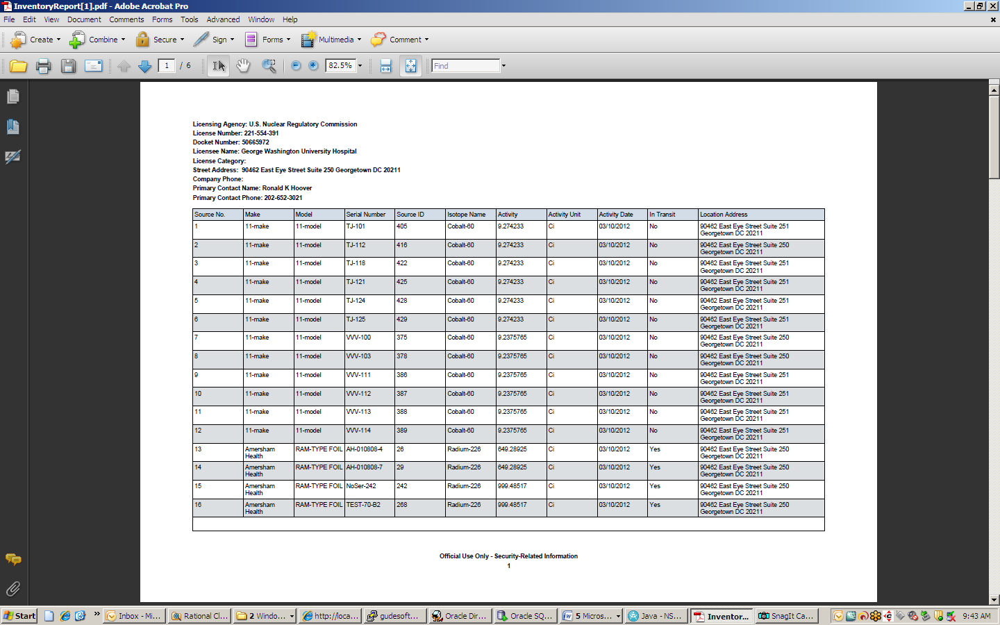 InventoryReport[1].pdf - Adobe Acrobat Pro
File Edit View Document Comments Forms Tools Advanced Window Help
Create Combine Secure Sign Forms Multimedia Comment
1 / 6 82.5% Find
Licensing Agency: U.S. Nuclear Regulatory Commission
License Number: 221-554-391
Docket Number: 50665972
Licensee Name: George Washington University Hospital
License Category:
Street Address: 90462 East Eye Street Suite 250 Georgetown DC 20211
Company Phone:
Primary Contact Name: Ronald K Hoover
Primary Contact Phone: 202-652-3021
Source No. Make Model Serial Number Source ID Isotope Name Activity Activity Unit Activity Date In Transit Location Address
1 11-make 11-model TJ-101 405 Cobalt-60 9.274233 Ci 03/10/2012 No 90462 East Eye Street Suite 251
Georgetown DC 20211
2 11-make 11-model TJ-112 416 Cobalt-60 9.274233 Ci 03/10/2012 No 90462 East Eye Street Suite 250
Georgetown DC 20211
3 11-make 11-model TJ-118 422 Cobalt-60 9.274233 Ci 03/10/2012 No 90462 East Eye Street Suite 251
Georgetown DC 20211
4 11-make 11-model TJ-121 425 Cobalt-60 9.274233 Ci 03/10/2012 No 90462 East Eye Street Suite 251
Georgetown DC 20211
5 11-make 11-model TJ-124 428 Cobalt-60 9.274233 Ci 03/10/2012 No 90462 East Eye Street Suite 251
Georgetown DC 20211
6 11-make 11-model TJ-125 429 Cobalt-60 9.274233 Ci 03/10/2012 No 90462 East Eye Street Suite 251
Georgetown DC 20211
7 11-make 11-model VVV-100 375 Cobalt-60 9.2375765 Ci 03/10/2012 No 90462 East Eye Street Suite 250
Georgetown DC 20211
8 11-make 11-model VVV-103 378 Cobalt-60 9.2375765 Ci 03/10/2012 No 90462 East Eye Street Suite 250
Georgetown DC 20211
9 11-make 11-model VVV-111 386 Cobalt-60 9.2375765 Ci 03/10/2012 No 90462 East Eye Street Suite 251
Georgetown DC 20211
10 11-make 11-model VVV-112 387 Cobalt-60 9.2375765 Ci 03/10/2012 No 90462 East Eye Street Suite 251
Georgetown DC 20211
11 11-make 11-model VVV-113 388 Cobalt-60 9.2375765 Ci 03/10/2012 No 90462 East Eye Street Suite 251
Georgetown DC 20211
12 11-make 11-model VVV-114 389 Cobalt-60 9.2375765 Ci 03/10/2012 No 90462 East Eye Street Suite 251
Georgetown DC 20211
13 Amersham RAM-TYPE FOIL AH-010808-4 26 Radium-226 649.28925 Ci 03/10/2012 Yes 90462 East Eye Street Suite 250
Health Georgetown DC 20211
14 Amersham RAM-TYPE FOIL AH-010808-7 29 Radium-226 649.28925 Ci 03/10/2012 Yes 90462 East Eye Street Suite 250
Health Georgetown DC 20211
15 Amersham RAM-TYPE FOIL NoSer-242 242 Radium-226 999.48517 Ci 03/10/2012 Yes 90462 East Eye Street Suite 250
Health Georgetown DC 20211
16 Amersham RAM-TYPE FOIL TEST-70-B2 268 Radium-226 999.48517 Ci 03/10/2012 Yes 90462 East Eye Street Suite 250
Health Georgetown DC 20211
Official Use Only - Security-Related Information
1
Start » Inbox - Mi... Rational Cl... 2 Windo... http://loca... gudesoft... Oracle Dir... Oracle SQ... 5 Micros... Java - NS... Inventor... SnagIt Ca... 9:43 AM